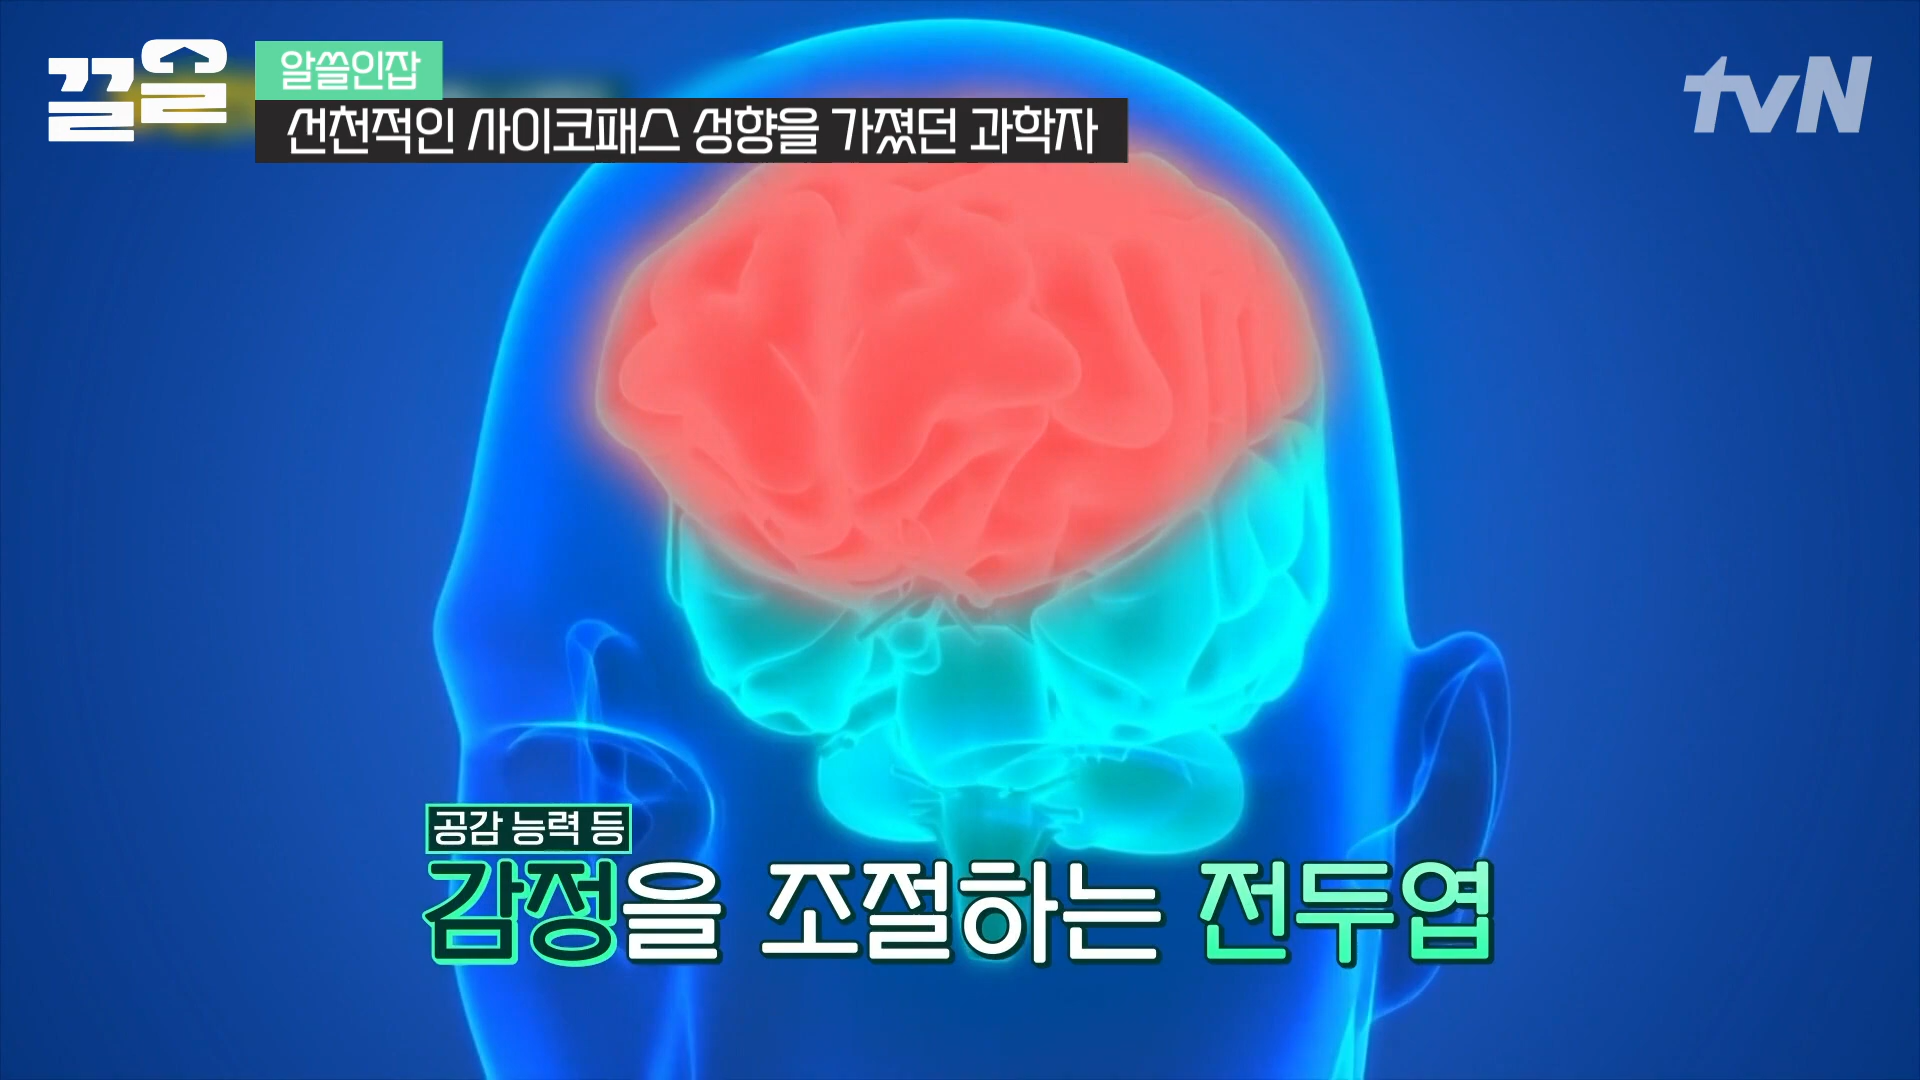 끌올
알쓸인잡
선천적인 사이코패스 성향을 가졌던 과학자
tvN
공감 능력 등
감정을 조절하는 전두엽